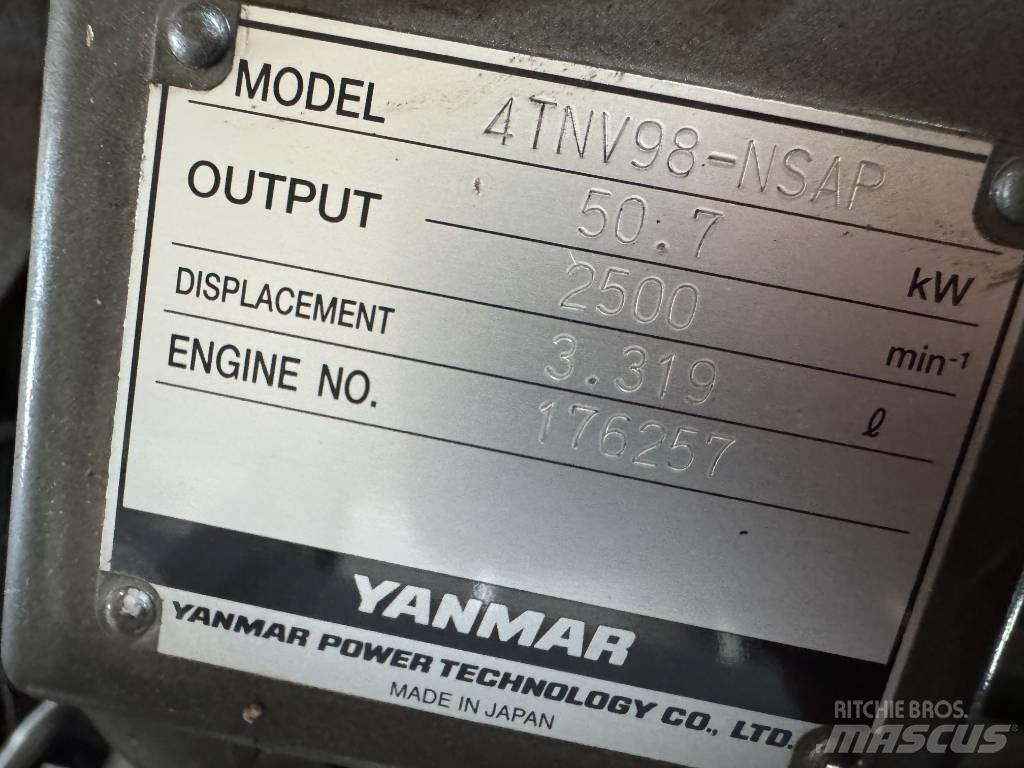 MODEL 4TNV98-NSAP
OUTPUT 50.7 kW
2500 min-1
DISPLACEMENT 3.319 ℓ
ENGINE NO. 176257
YANMAR
YANMAR POWER TECHNOLOGY CO., LTD.
MADE IN JAPAN
RITCHIE BROS.
MASCUS